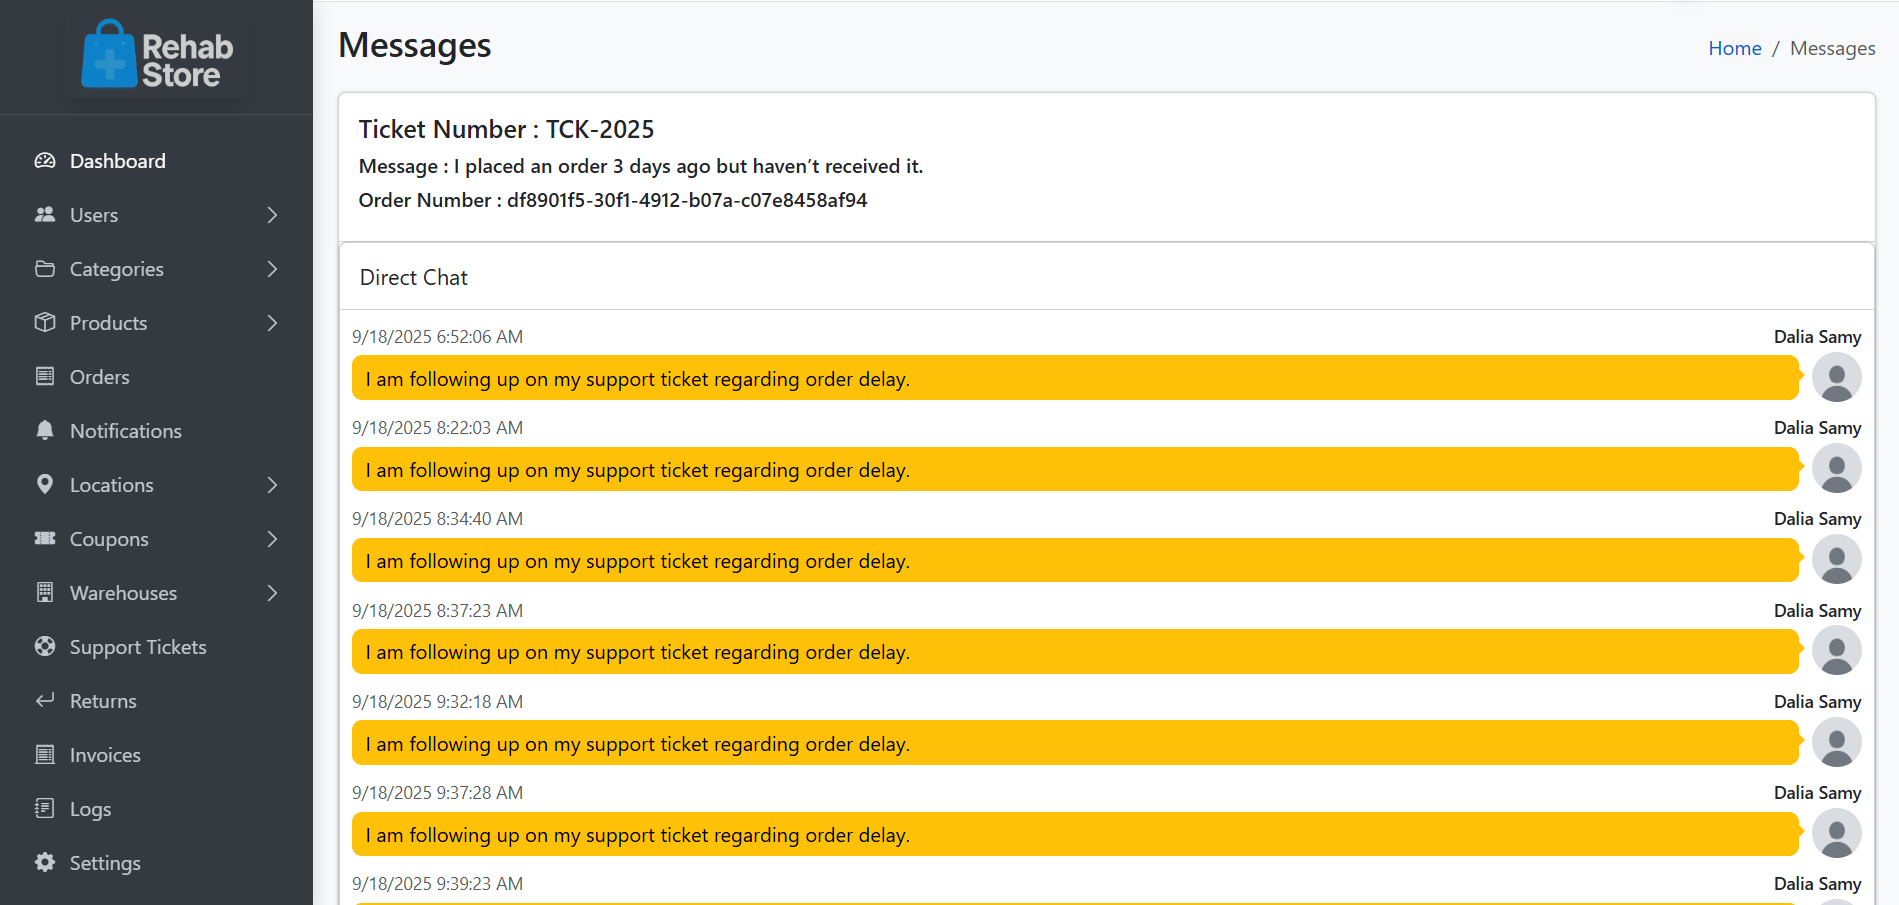 Rehab
Store
Dashboard
Users
Categories
Products
Orders
Notifications
Locations
Coupons
Warehouses
Support Tickets
Returns
Invoices
Logs
Settings
Messages
Home / Messages
Ticket Number : TCK-2025
Message : I placed an order 3 days ago but haven’t received it.
Order Number : df8901f5-30f1-4912-b07a-c07e8458af94
Direct Chat
9/18/2025 6:52:06 AM Dalia Samy
I am following up on my support ticket regarding order delay.
9/18/2025 8:22:03 AM Dalia Samy
I am following up on my support ticket regarding order delay.
9/18/2025 8:34:40 AM Dalia Samy
I am following up on my support ticket regarding order delay.
9/18/2025 8:37:23 AM Dalia Samy
I am following up on my support ticket regarding order delay.
9/18/2025 9:32:18 AM Dalia Samy
I am following up on my support ticket regarding order delay.
9/18/2025 9:37:28 AM Dalia Samy
I am following up on my support ticket regarding order delay.
9/18/2025 9:39:23 AM Dalia Samy